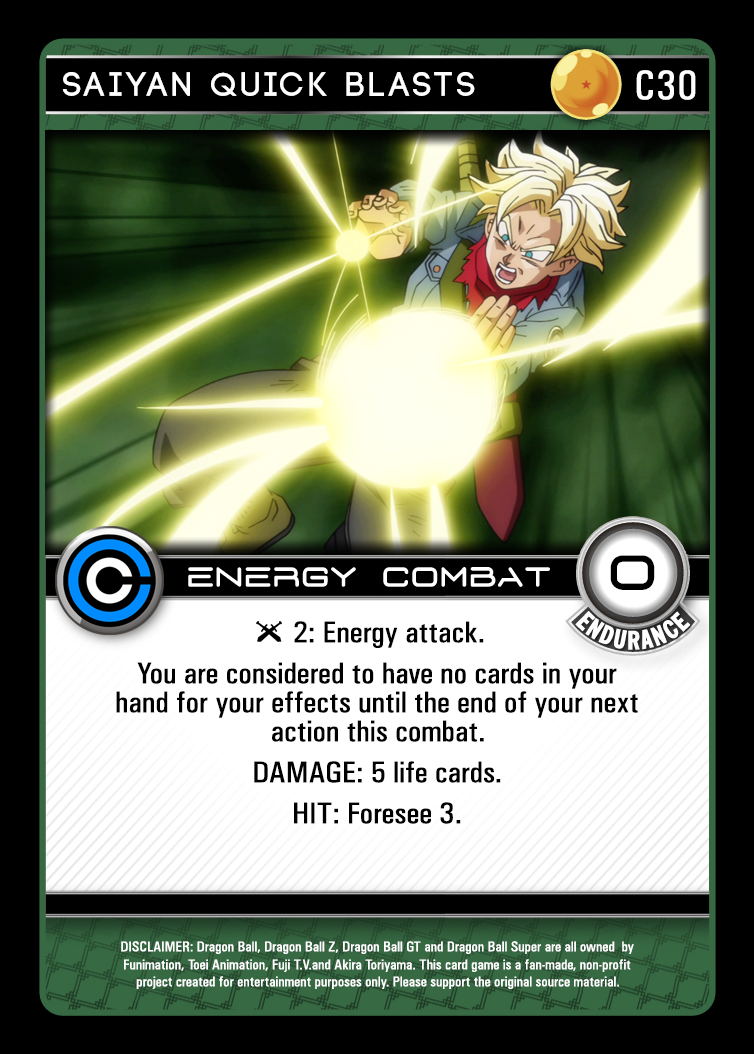 SAIYAN QUICK BLASTS C30
ENERGY COMBAT 0
ENDURANCE
2: Energy attack.
You are considered to have no cards in your
hand for your effects until the end of your next
action this combat.
DAMAGE: 5 life cards.
HIT: Foresee 3.
DISCLAIMER: Dragon Ball, Dragon Ball Z, Dragon Ball GT and Dragon Ball Super are all owned by
Funimation, Toei Animation, Fuji T.V.and Akira Toriyama. This card game is a fan-made, non-profit
project created for entertainment purposes only. Please support the original source material.